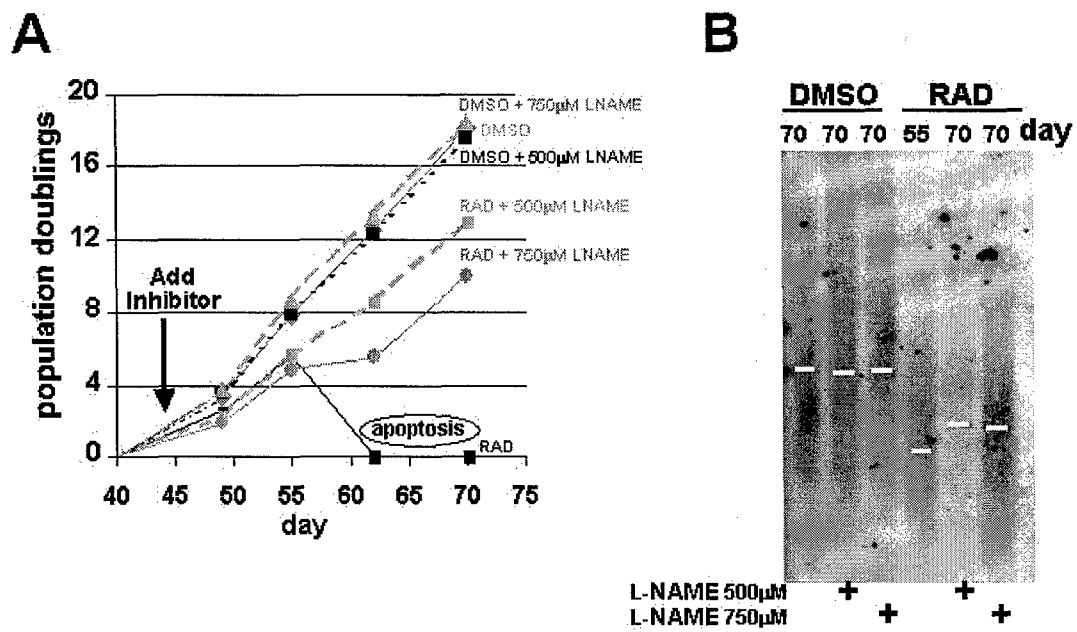 A
population doublings
20
16
12
8
4
0
Add
Inhibitor
DMSO + 750µM LNAME
DMSO
DMSO + 500µM LNAME
RAD + 500µM LNAME
RAD + 750µM LNAME
apoptosis
RAD
40 45 50 55 60 65 70 75
day
B
DMSO RAD
70 70 70 55 70 70 day
L-NAME 500µM + +
L-NAME 750µM + +